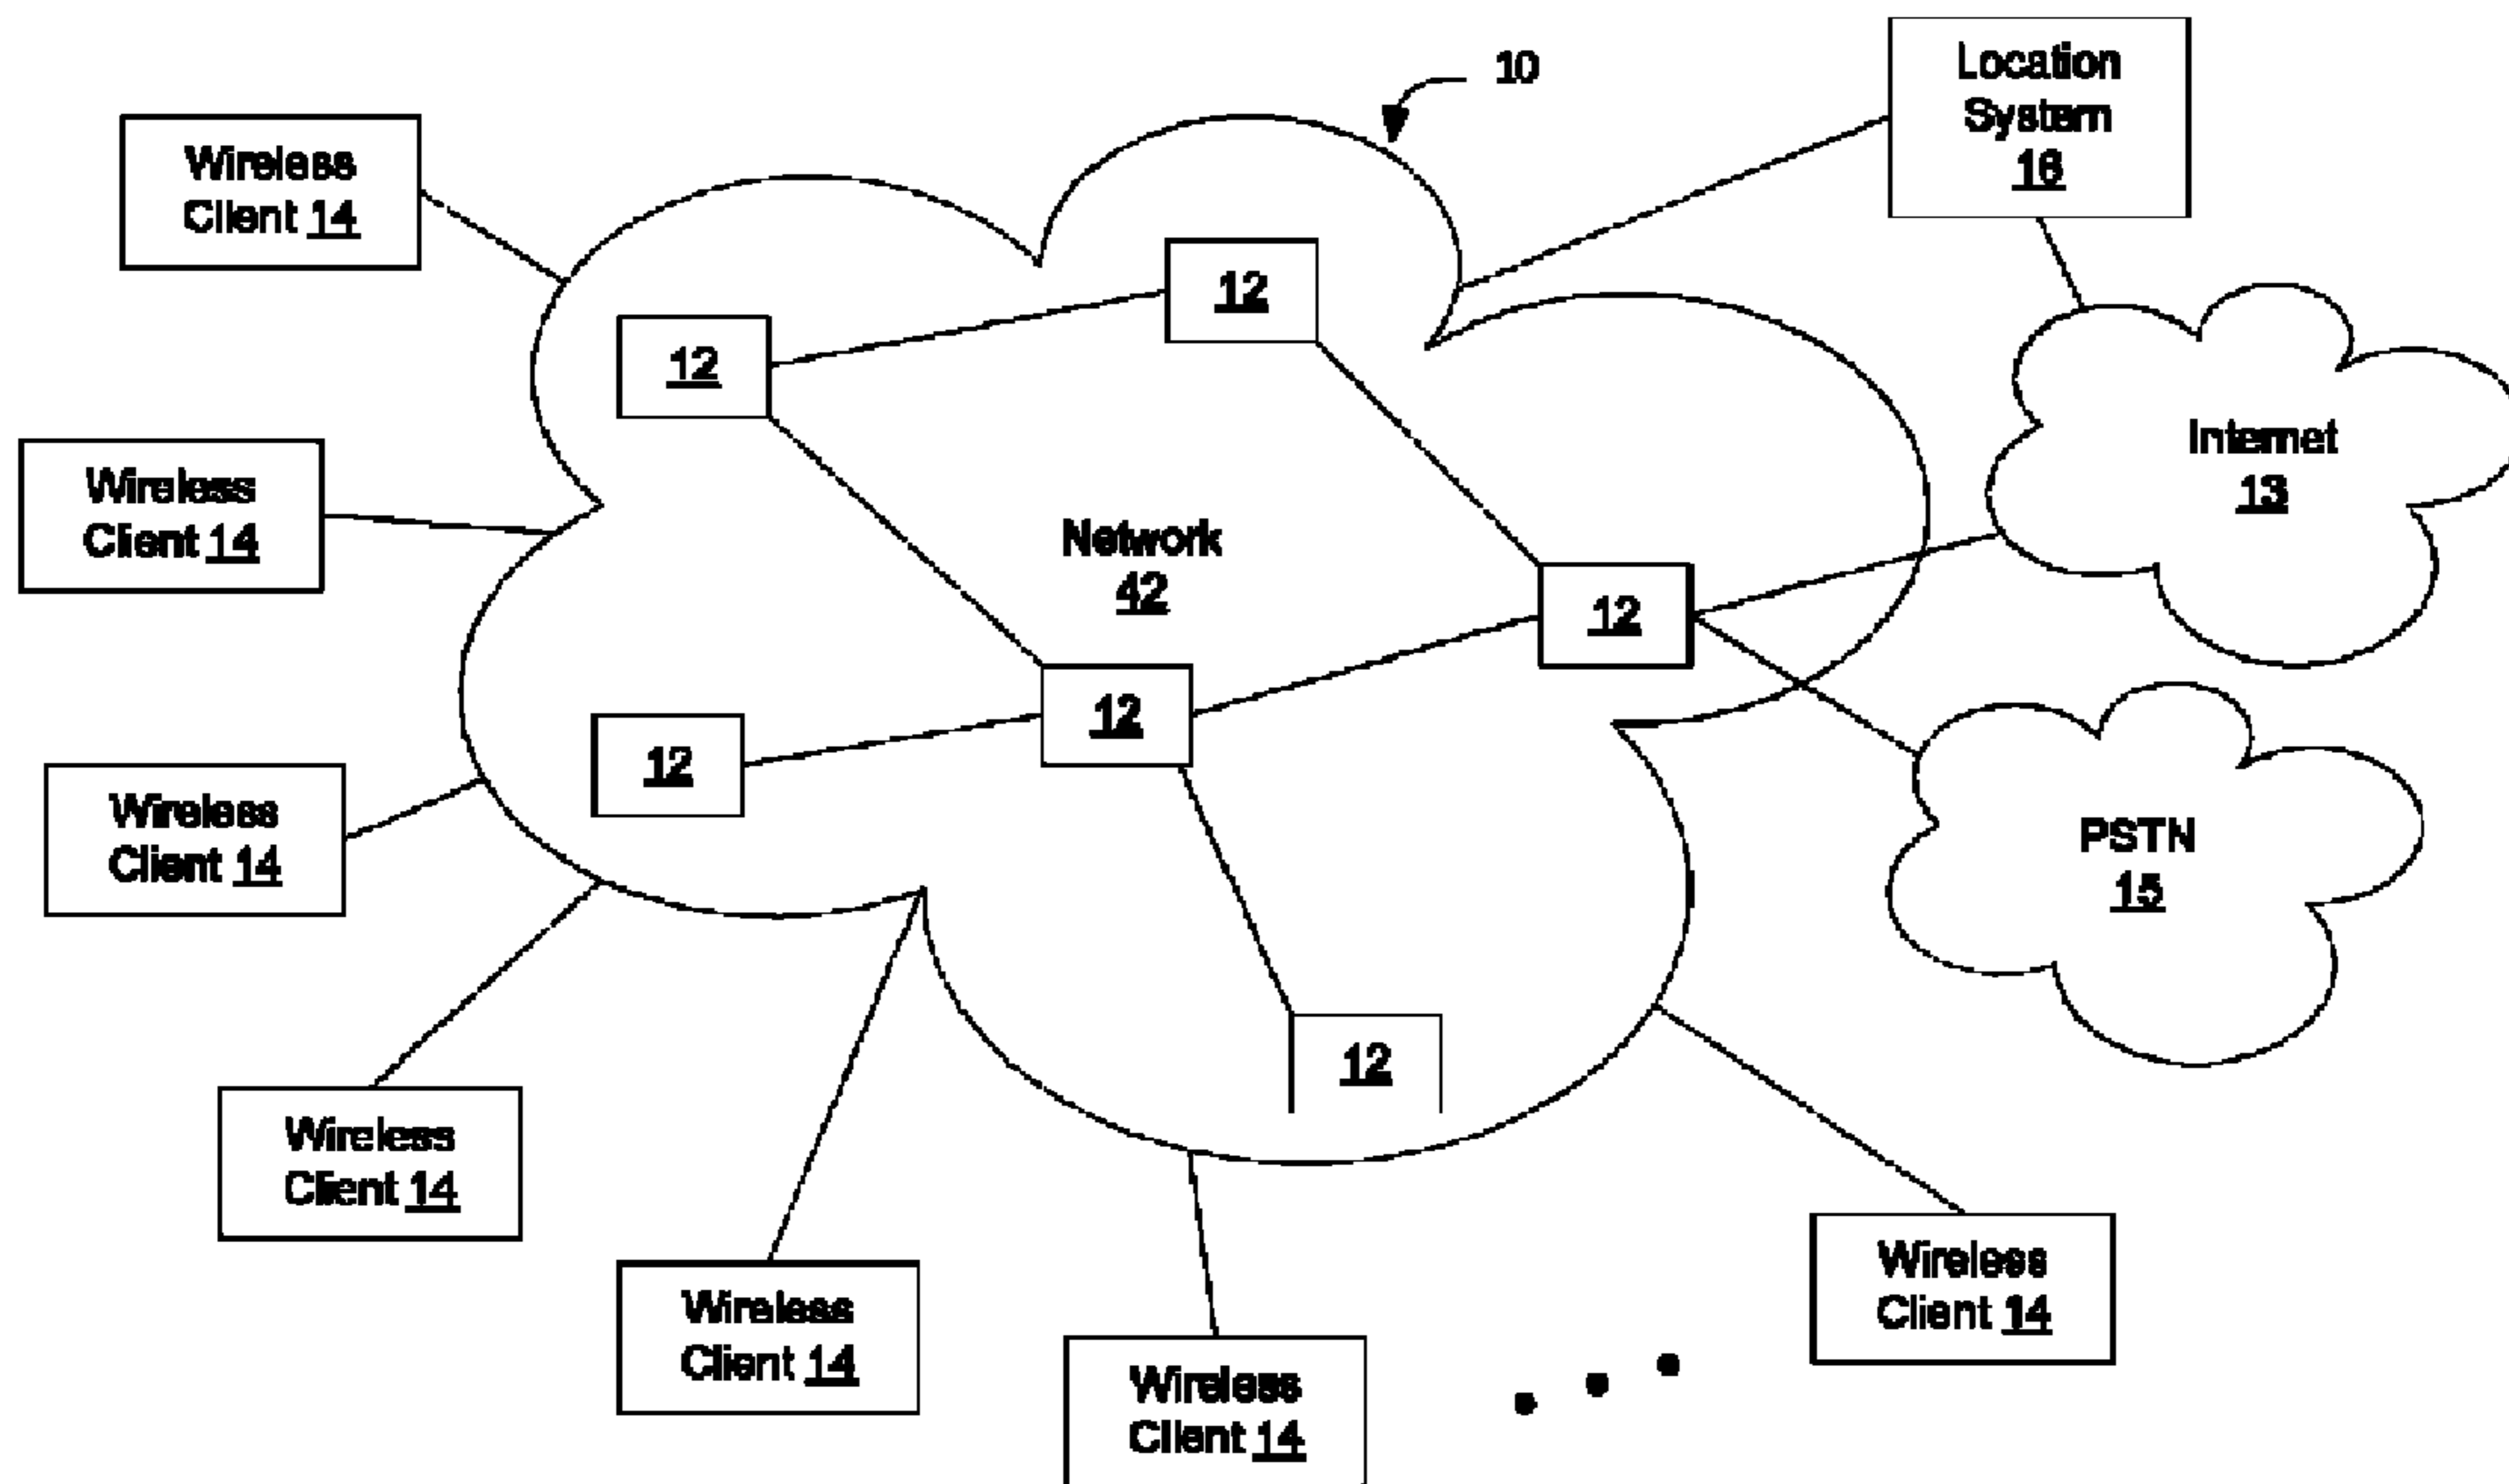 10
Location
System
16
Wireless
Client 14
12
12
Internet
13
Wireless
Client 14
Network
42
12
12
12
Wireless
Client 14
PSTN
15
12
Wireless
Client 14
Wireless
Client 14
Wireless
Client 14
Wireless
Client 14